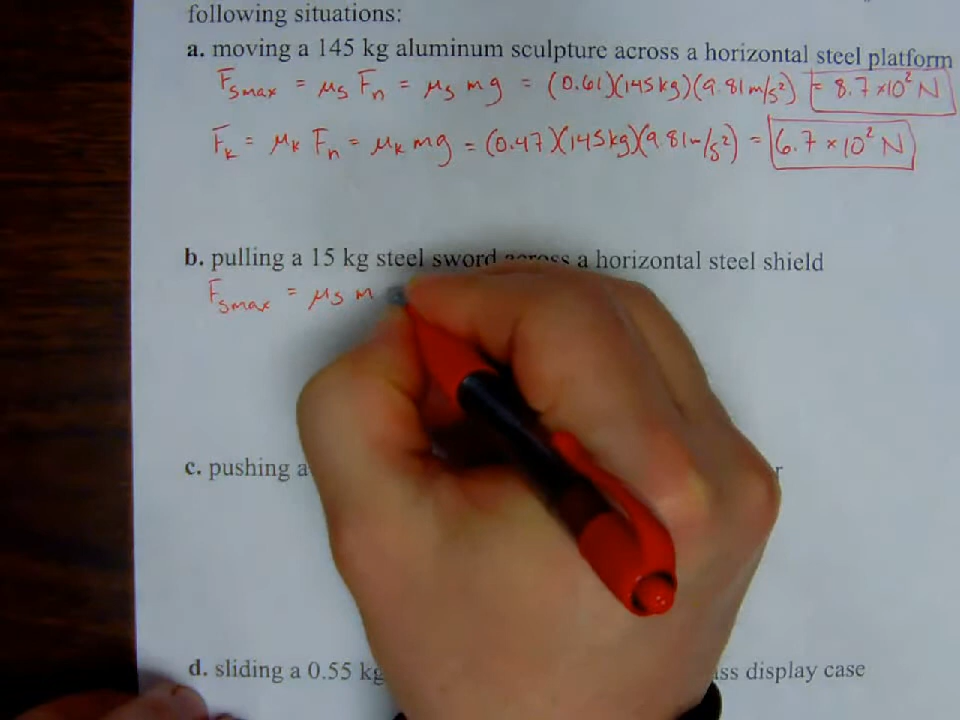 following situations:
a. moving a 145 kg aluminum sculpture across a horizontal steel platform
Fsmax = μs Fn = μs mg = (0.61)(145kg)(9.81m/s²) = 8.7×10² N
Fk = μk Fn = μk mg = (0.47)(145kg)(9.81m/s²) = 6.7×10² N
b. pulling a 15 kg steel sword across a horizontal steel shield
Fsmax = μs m
c. pushing a
d. sliding a 0.55 kg display case